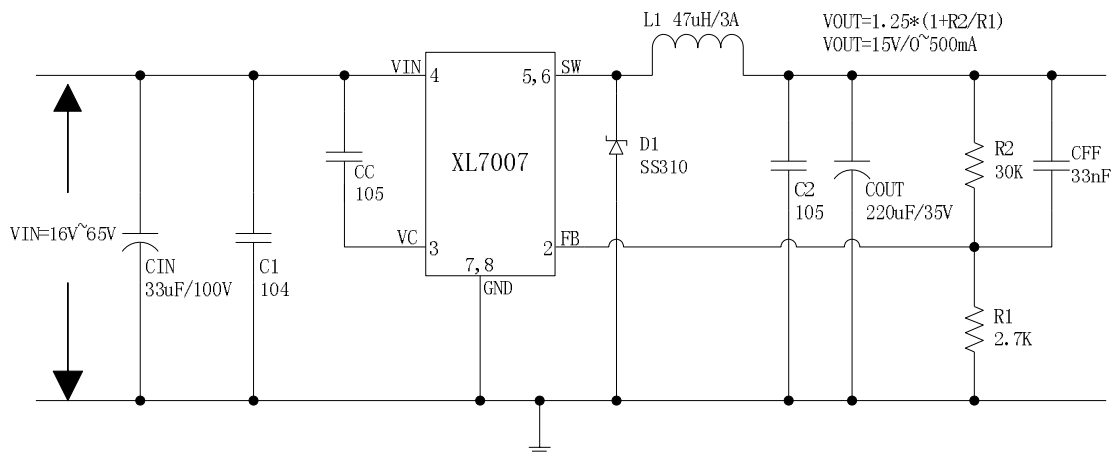 L1 47uH/3A
VOUT=1.25*(1+R2/R1)
VOUT=15V/0~500mA
VIN
4
5,6
SW
XL7007
D1
SS310
CC
105
C2
105
COUT
220uF/35V
R2
30K
CFF
33nF
VIN=16V~65V
VC
3
2
FB
7,8
GND
CIN
33uF/100V
C1
104
R1
2.7K